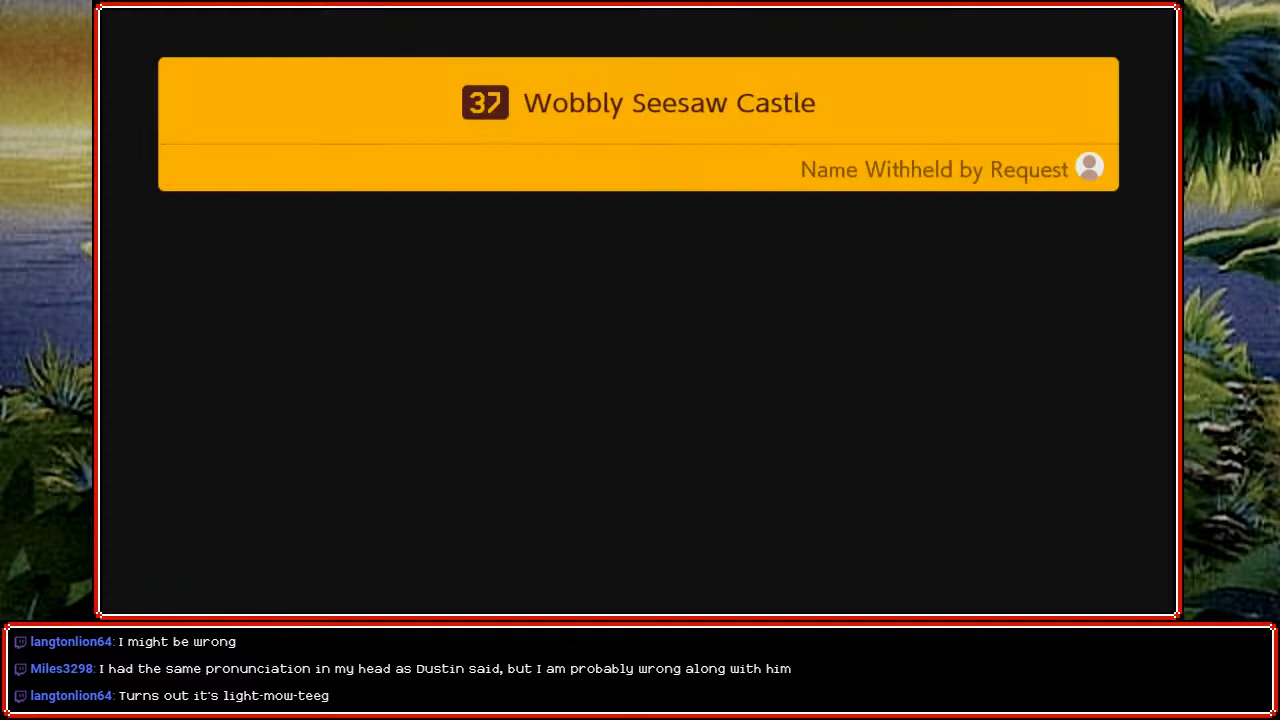 37 Wobbly Seesaw Castle
Name Withheld by Request
langtonlion64: I might be wrong
Miles3298: I had the same pronunciation in my head as Dustin said, but I am probably wrong along with him
langtonlion64: Turns out it's light-mow-teeg